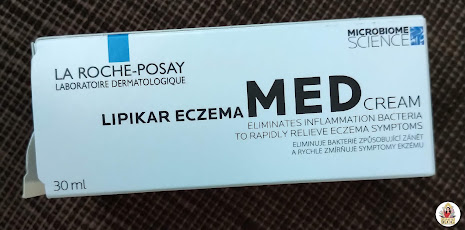 MICROBIOME
SCIENCE
LA ROCHE-POSAY
LABORATOIRE DERMATOLOGIQUE
LIPIKAR ECZEMA MED CREAM
ELIMINATES INFLAMMATION BACTERIA
TO RAPIDLY RELIEVE ECZEMA SYMPTOMS
ELIMINUJE BAKTERIE ZPŮSOBUJÍCÍ ZÁNĚT
A RYCHLE ZMÍRŇUJE SYMPTOMY EKZÉMU
30 ml